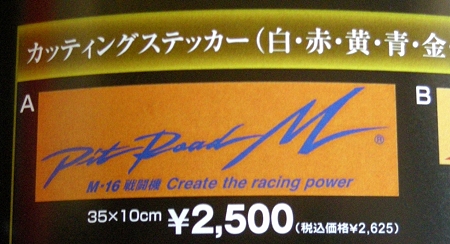 カッティングステッカー(白・赤・黄・青・金・
A
B
Pit Road M ®
M・16 戦闘機 Create the racing power
35×10cm ¥2,500(税込価格¥2,625)